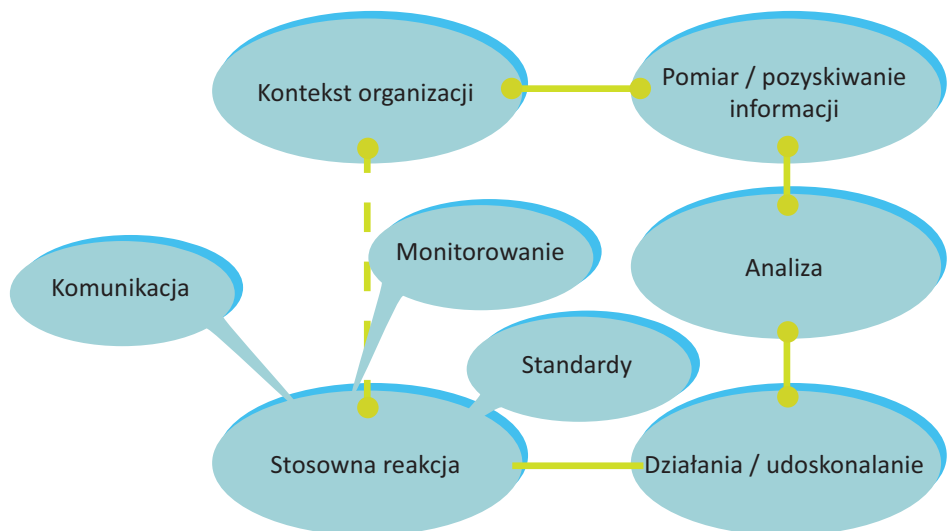 Kontekst organizacji
Pomiar / pozyskiwanie
informacji
Monitorowanie
Komunikacja
Analiza
Standardy
Stosowna reakcja
Działania / udoskonalanie